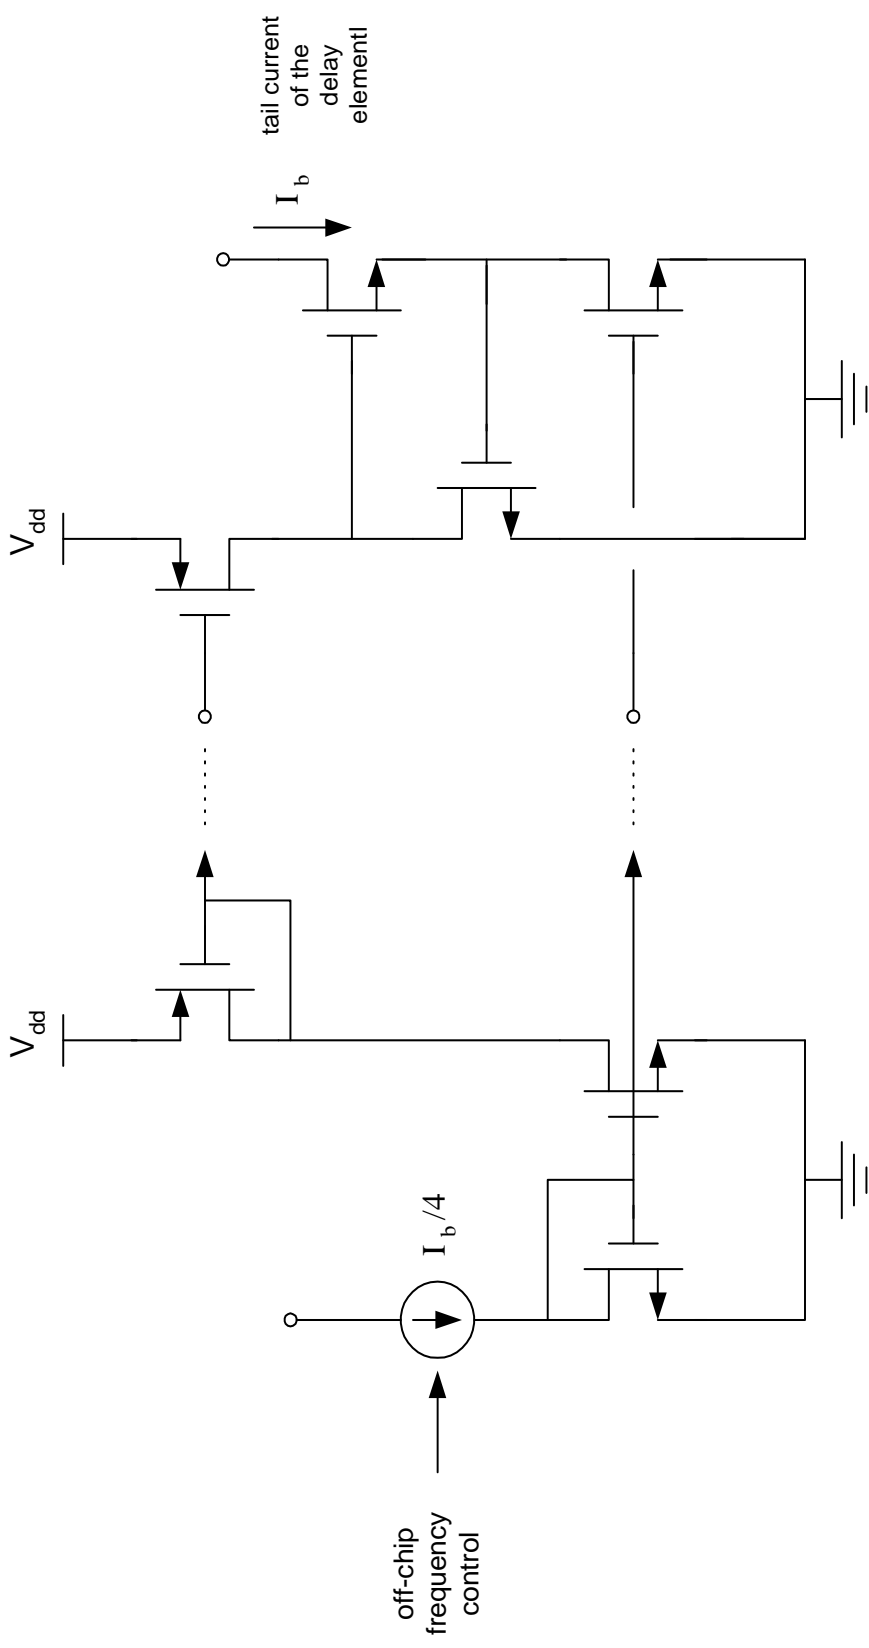 off-chip
frequency
control
I b /4
V dd
V dd
I b
tail current
of the
delay
elementl